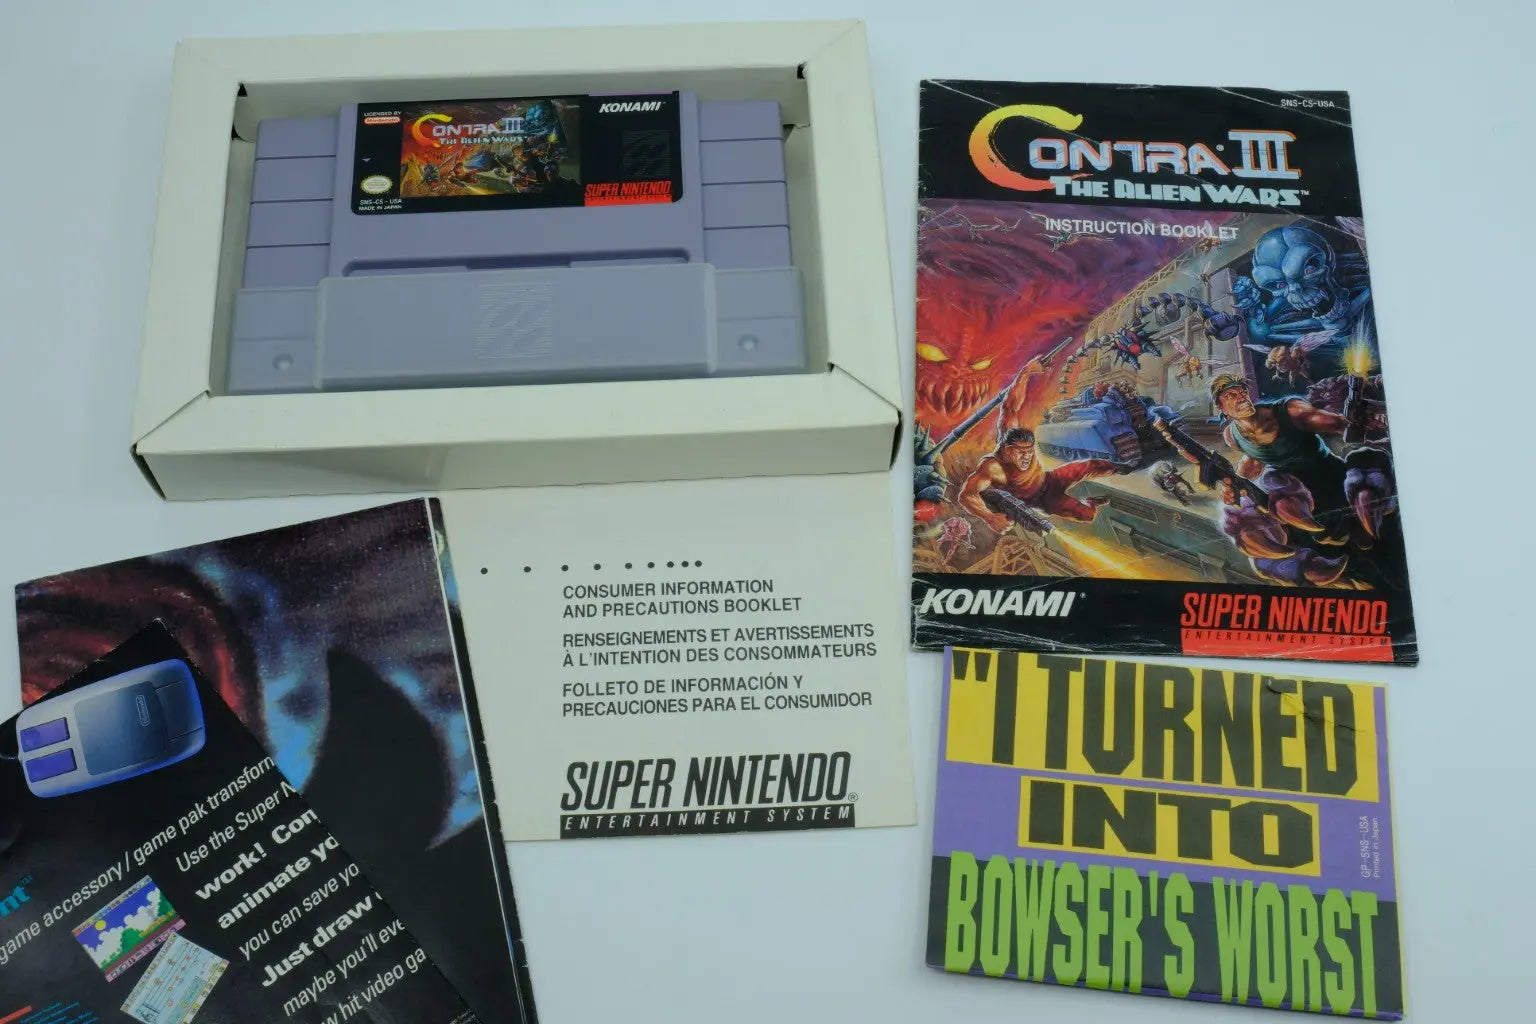 LICENSED BY
Nintendo
CONTRA III
THE ALIEN WARS
KONAMI
SNS-CS-USA
MADE IN JAPAN
SUPER NINTENDO
ENTERTAINMENT SYSTEM
SNS-CS-USA
CONTRA® III
THE ALIEN WARS™
INSTRUCTION BOOKLET
KONAMI®
SUPER NINTENDO
ENTERTAINMENT SYSTEM
CONSUMER INFORMATION
AND PRECAUTIONS BOOKLET
RENSEIGNEMENTS ET AVERTISSEMENTS
À L'INTENTION DES CONSOMMATEURS
FOLLETO DE INFORMACIÓN Y
PRECAUCIONES PARA EL CONSUMIDOR
SUPER NINTENDO®
ENTERTAINMENT SYSTEM
"I TURNED
INTO
BOWSER'S WORST
GP-SNS-USA
Printed in Japan
Nintendo
nt™
game accessory/game pak transform
Use the Super N
work! Con
animate yo
you can save yo
Just draw
maybe you'll eve
hit video ga